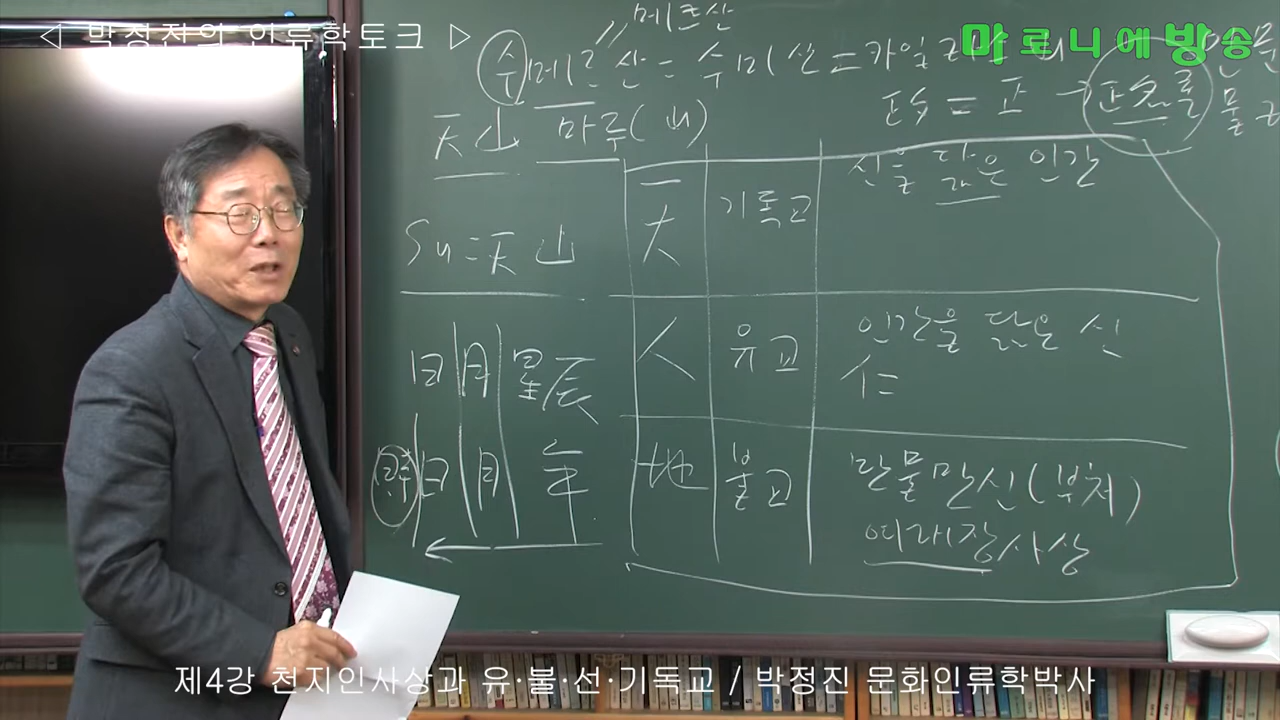 ◁ 박정진의 인류학토크 ▷
마로니에방송
메르산
수메르산 = 수미산 =
天山 마루(山)
Su = 天山
天 기독교 신을 닮은 인간
人 유교 인간을 닮은 신
仁
地 불교 만물만신(부처)
여래장사상
日 月 星辰
時 日 月 年
제4강 천지인사상과 유·불·선·기독교 / 박정진 문화인류학박사